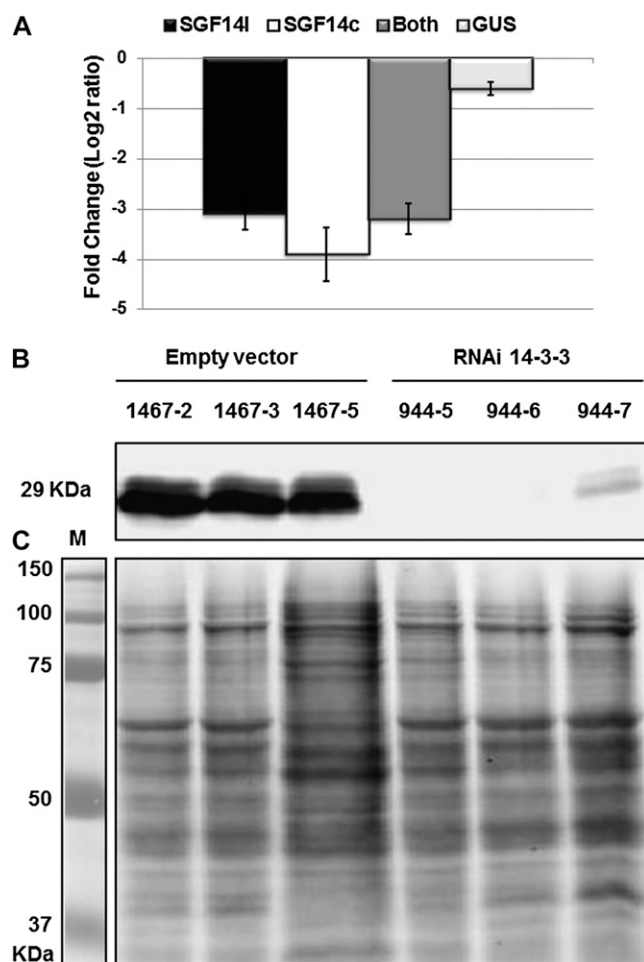 A
SGF14l SGF14c Both GUS
Fold Change (Log2 ratio)
0
-1
-2
-3
-4
-5
B
Empty vector RNAi 14-3-3
1467-2 1467-3 1467-5 944-5 944-6 944-7
29 KDa
C M
150
100
75
50
37
KDa